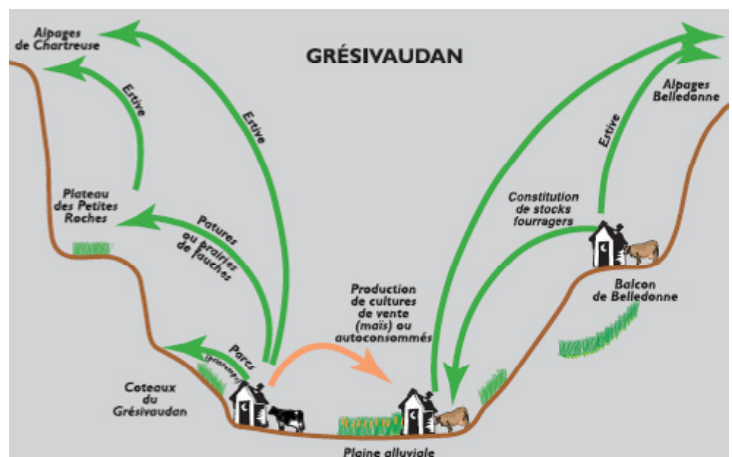 Alpages
de Chartreuse
GRÉSIVAUDAN
Alpages
Belledonne
Estive
Estive
Estive
Plateau
des Petites
Roches
Patures
ou prairies
de fauches
Constitution
de stocks
fourragers
Balcon
de Belledonne
Production
de cultures
de vente
(maïs) ou
autoconsommés
Parcs
(printemps)
Coteaux
du
Grésivaudan
Plaine alluviale